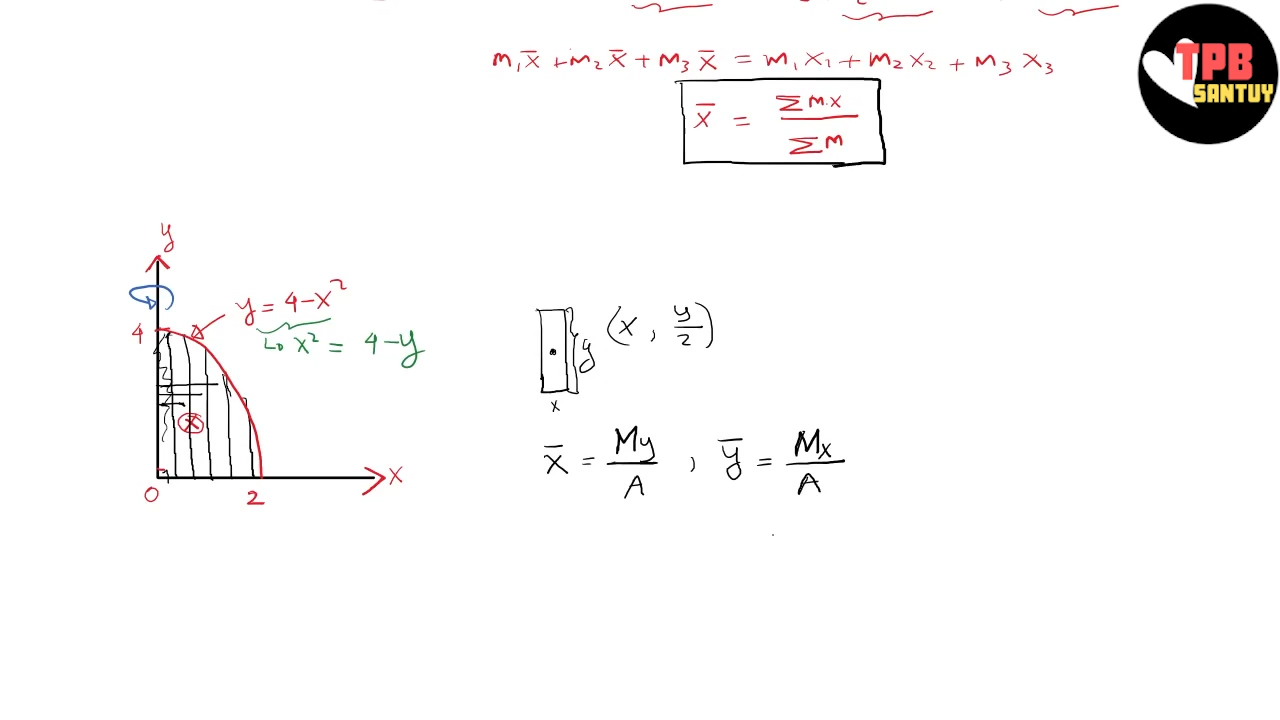 m₁x̄ + m₂x̄ + m₃x̄ = m₁x₁ + m₂x₂ + m₃x₃
TPB
SANTUY
x̄ = Σm.x / Σm
y
y = 4-x²
4
x² = 4-y
(x, y/2)
y
x
x̄
x̄ = My / A , ȳ = Mx / A
x
0
2